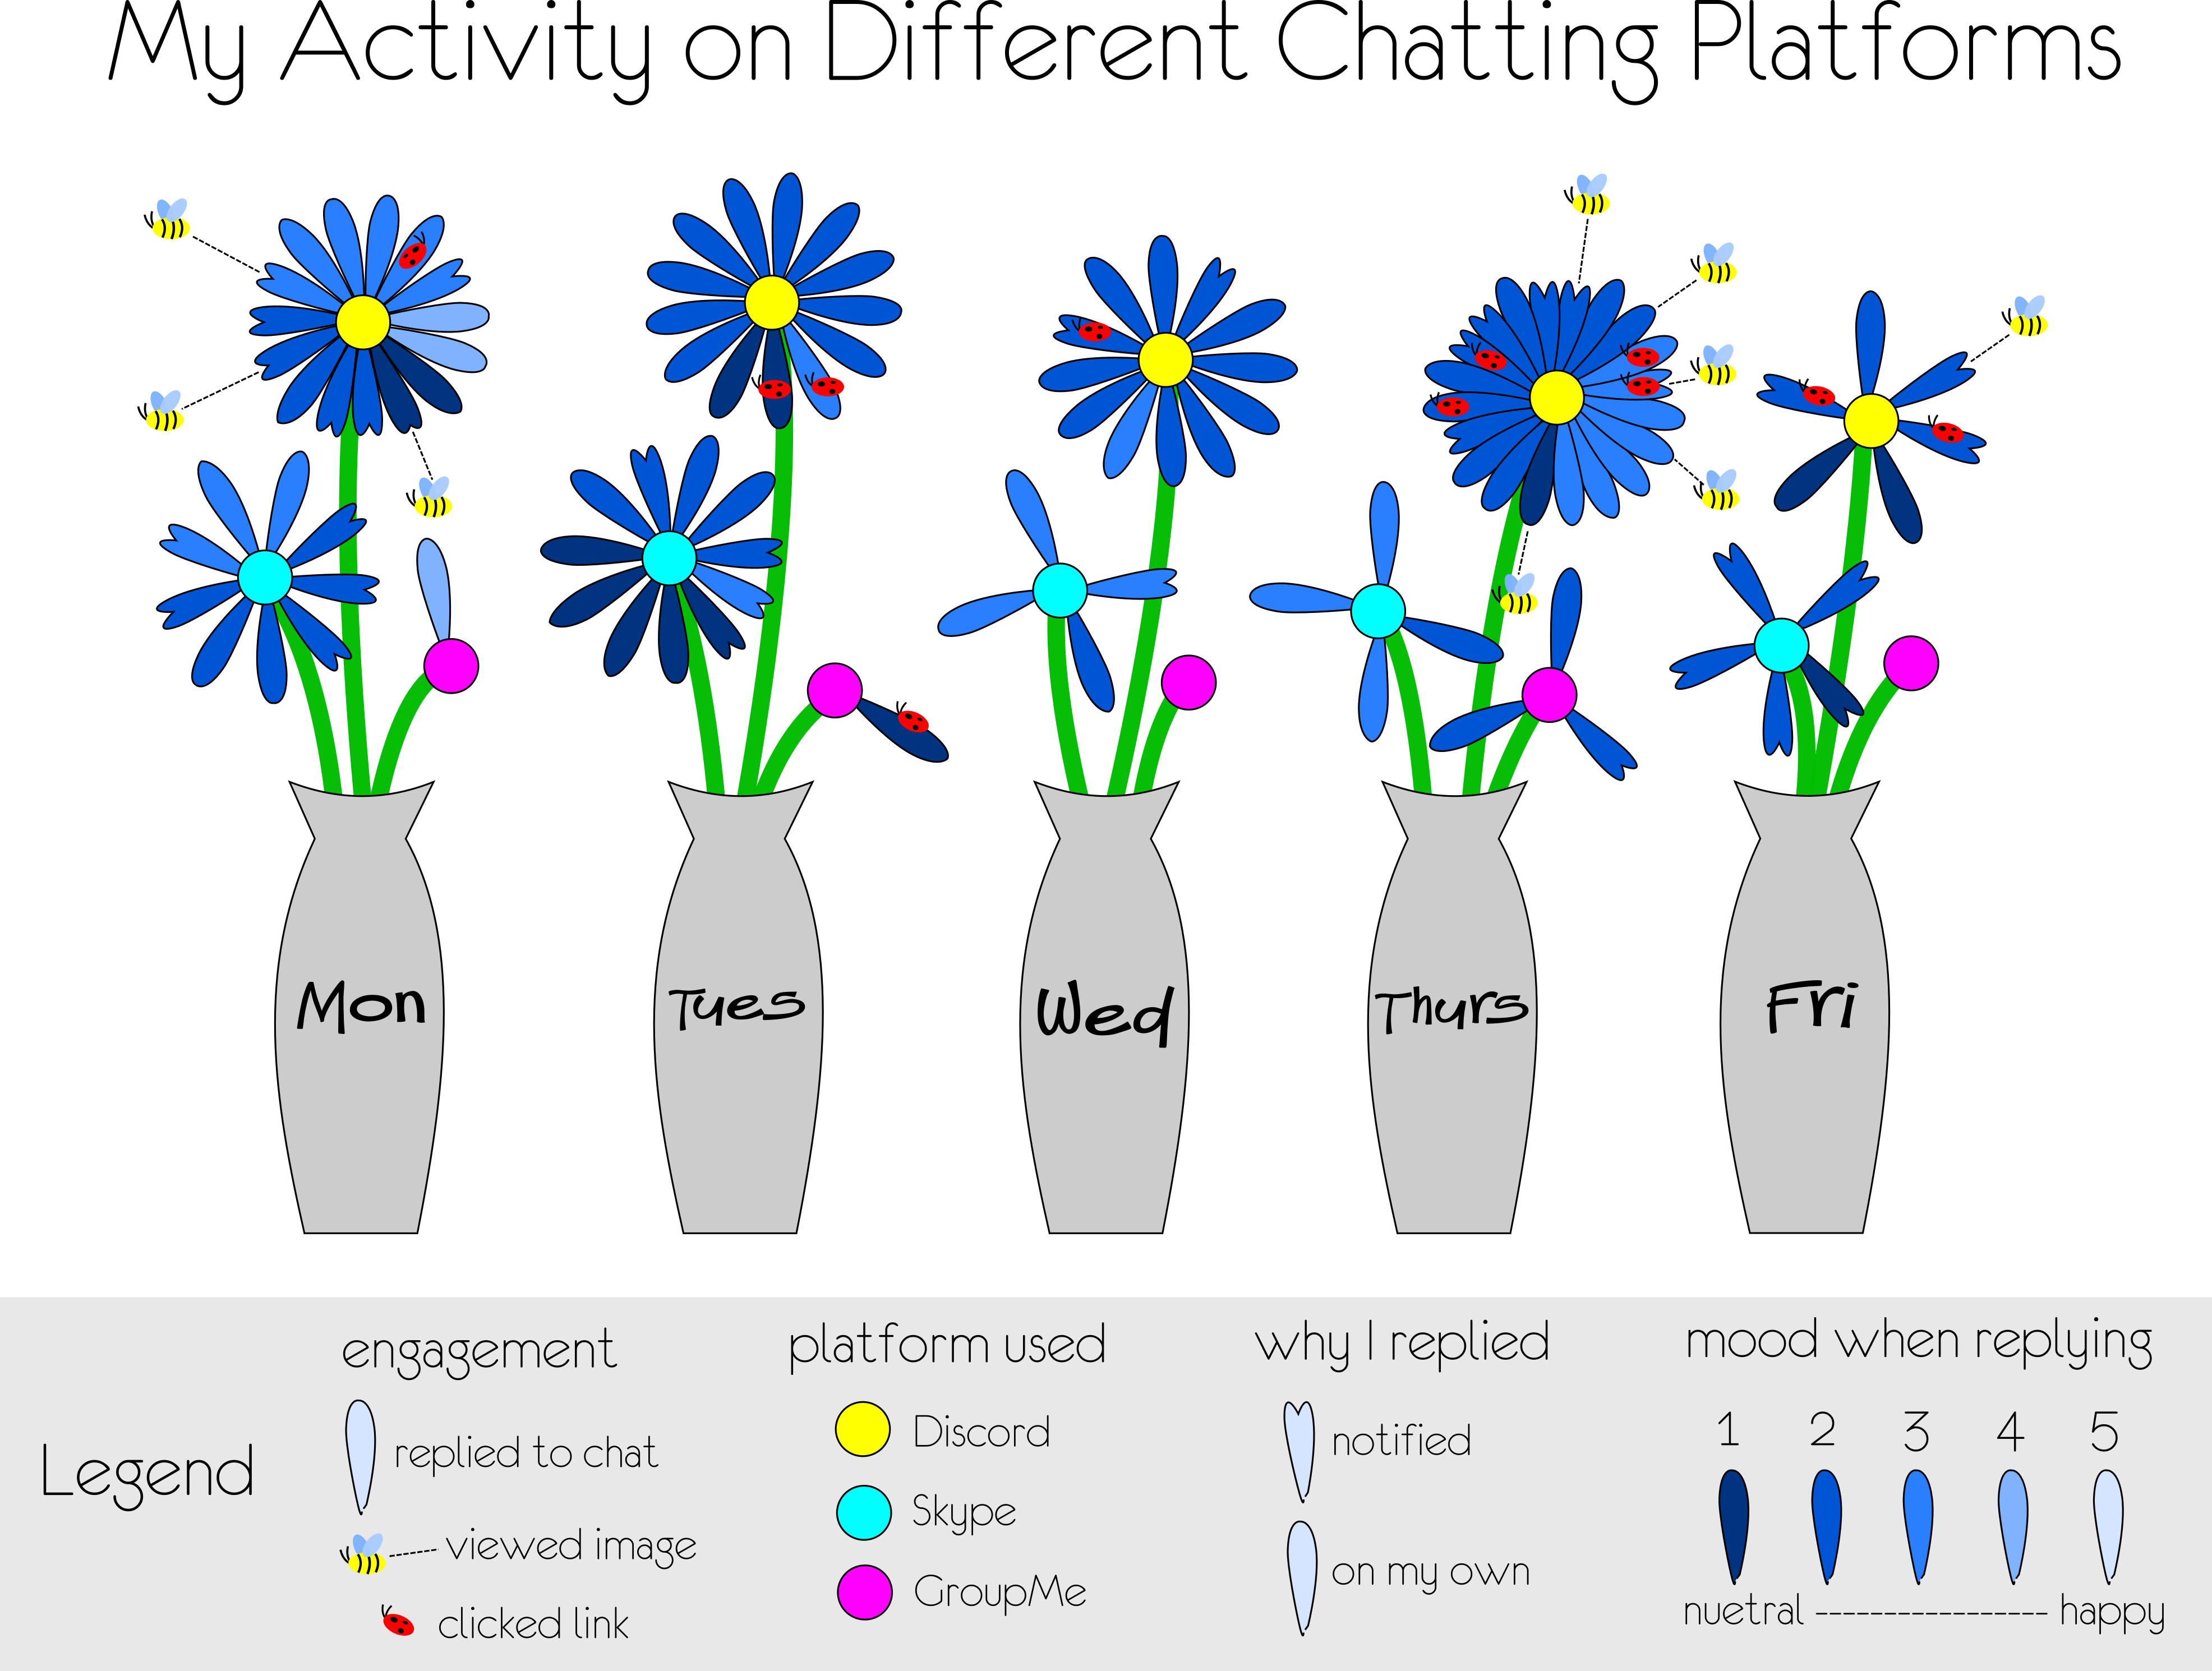 My Activity on Different Chatting Platforms
Mon
Tues
Wed
Thurs
Fri
Legend
engagement
replied to chat
viewed image
clicked link
platform used
Discord
Skype
GroupMe
why I replied
notified
on my own
mood when replying
1 2 3 4 5
nuetral ---------------- happy